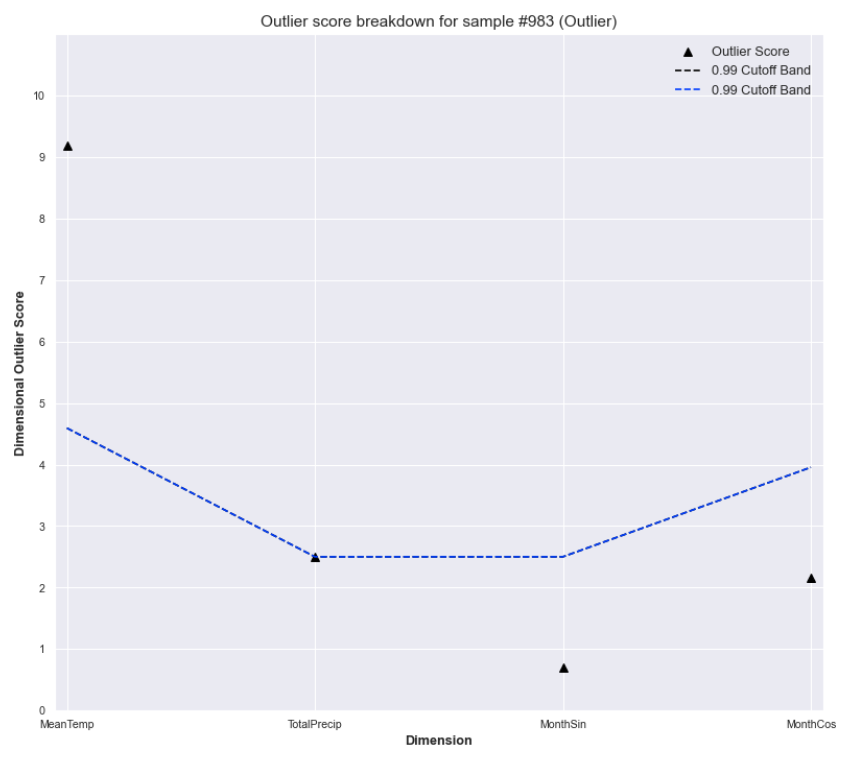 Outlier score breakdown for sample #983 (Outlier)
Outlier Score
0.99 Cutoff Band
0.99 Cutoff Band
10
9
8
7
6
5
4
3
2
1
0
Dimensional Outlier Score
MeanTemp TotalPrecip MonthSin MonthCos
Dimension